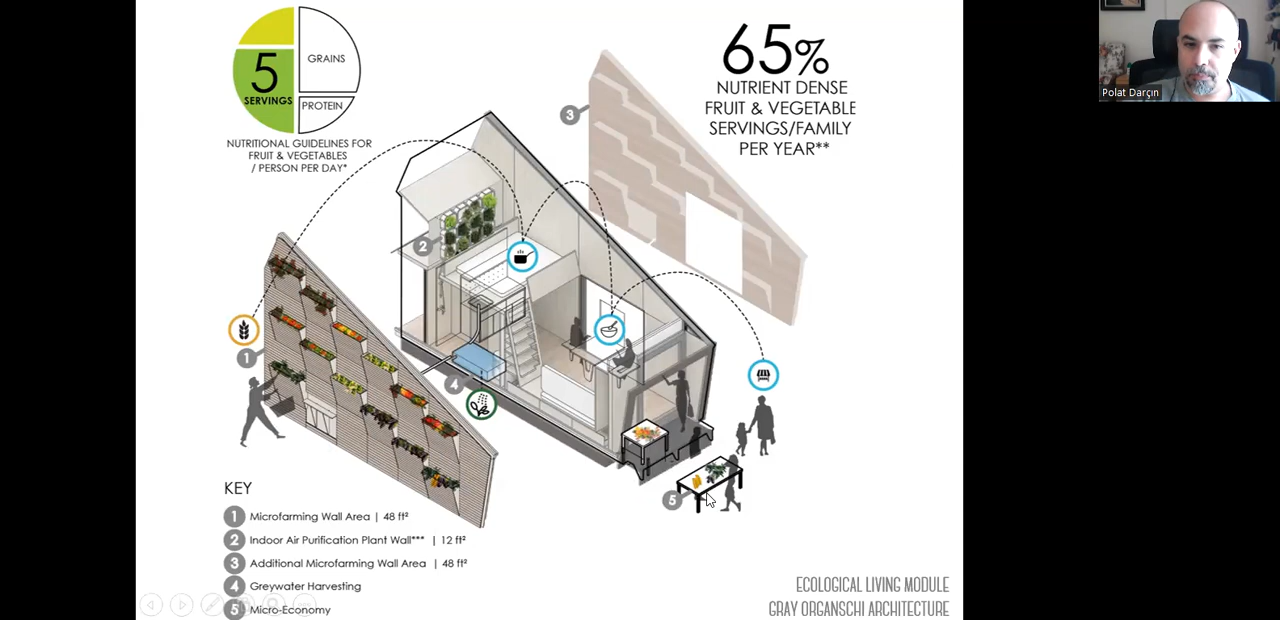 5
SERVINGS
GRAINS
PROTEIN
NUTRITIONAL GUIDELINES FOR
FRUIT & VEGETABLES
/ PERSON PER DAY*
65%
NUTRIENT DENSE
FRUIT & VEGETABLE
SERVINGS/FAMILY
PER YEAR**
Polat Darçın
3
2
1
4
5
KEY
1 Microfarming Wall Area | 48 ft²
2 Indoor Air Purification Plant Wall*** | 12 ft²
3 Additional Microfarming Wall Area | 48 ft²
4 Greywater Harvesting
5 Micro-Economy
ECOLOGICAL LIVING MODULE
GRAY ORGANSCHI ARCHITECTURE